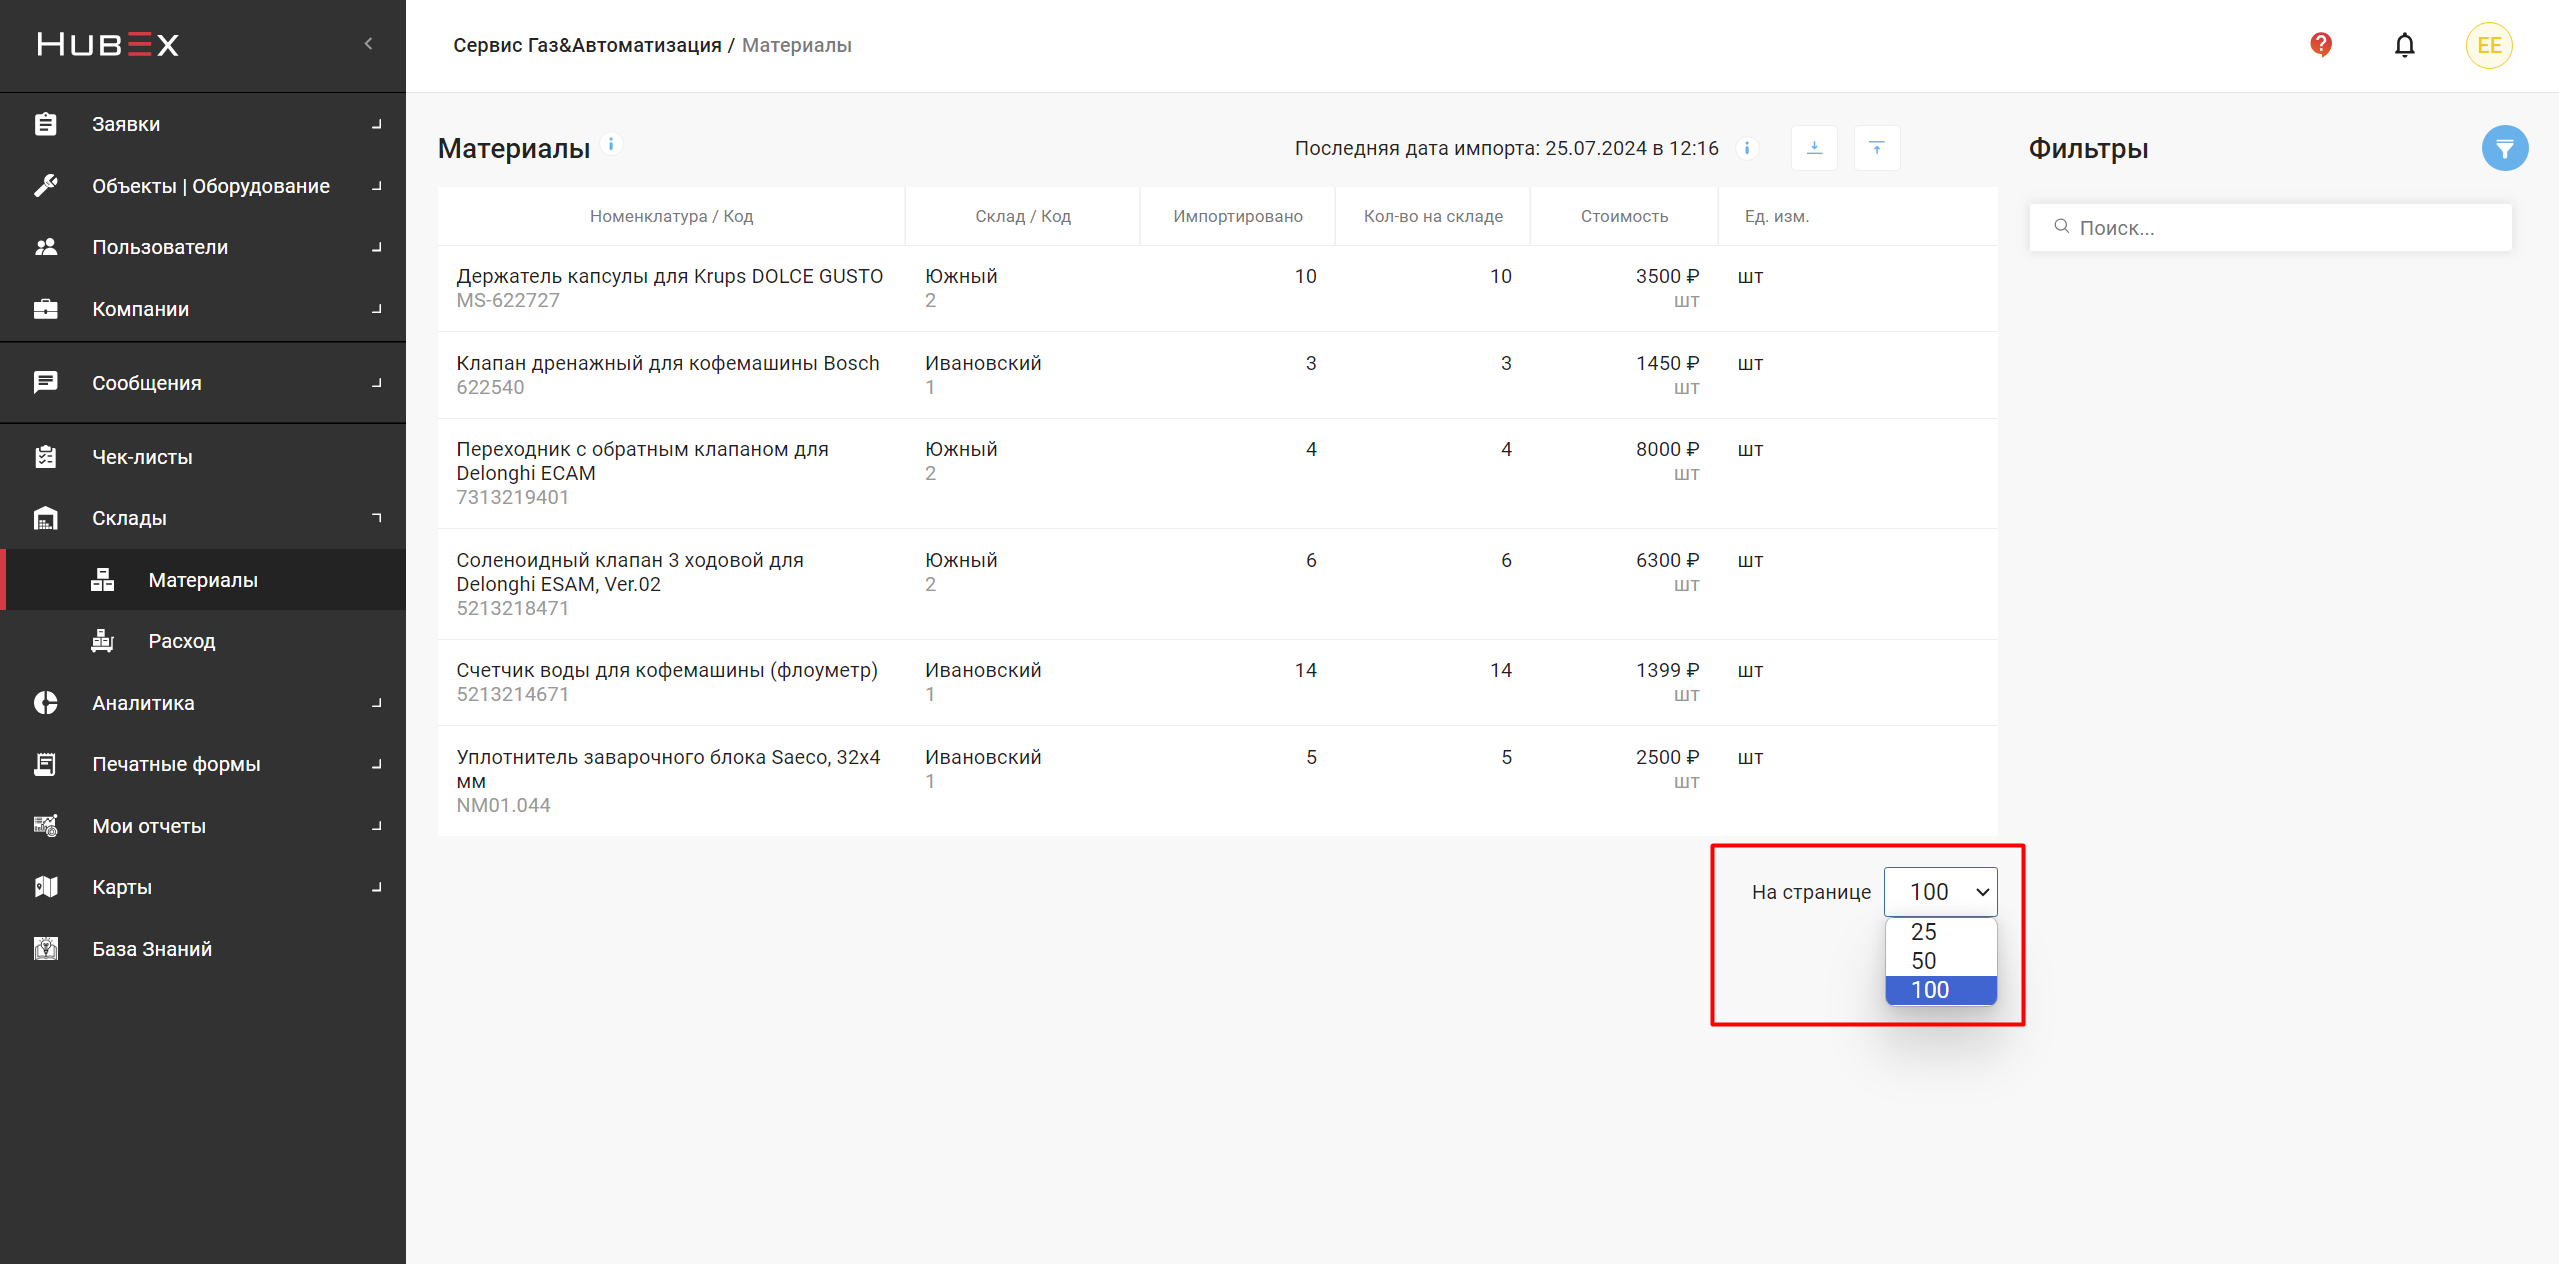 HUBEX
Заявки
Объекты | Оборудование
Пользователи
Компании
Сообщения
Чек-листы
Склады
Материалы
Расход
Аналитика
Печатные формы
Мои отчеты
Карты
База Знаний
Сервис Газ&Автоматизация / Материалы
EE
Материалы
Последняя дата импорта: 25.07.2024 в 12:16
Номенклатура / Код Склад / Код Импортировано Кол-во на складе Стоимость Ед. изм.
Держатель капсулы для Krups DOLCE GUSTO Южный 10 10 3500 ₽ шт
MS-622727 2 шт
Клапан дренажный для кофемашины Bosch Ивановский 3 3 1450 ₽ шт
622540 1 шт
Переходник с обратным клапаном для Южный 4 4 8000 ₽ шт
Delonghi ECAM 2 шт
7313219401
Соленоидный клапан 3 ходовой для Южный 6 6 6300 ₽ шт
Delonghi ESAM, Ver.02 2 шт
5213218471
Счетчик воды для кофемашины (флоуметр) Ивановский 14 14 1399 ₽ шт
5213214671 1 шт
Уплотнитель заварочного блока Saeco, 32x4 Ивановский 5 5 2500 ₽ шт
мм 1 шт
NM01.044
На странице 100
25
50
100
Фильтры
Поиск...